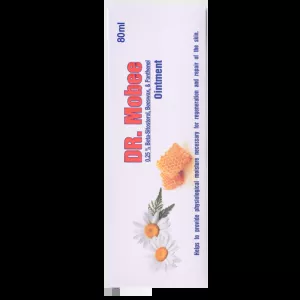 80ml
DR. Mobee
0.25 % Beta-Sitosterol, Beeswax, & Panthenol
Ointment
Helps to provide physiological moisture necessary for regeneration and repair of the skin.